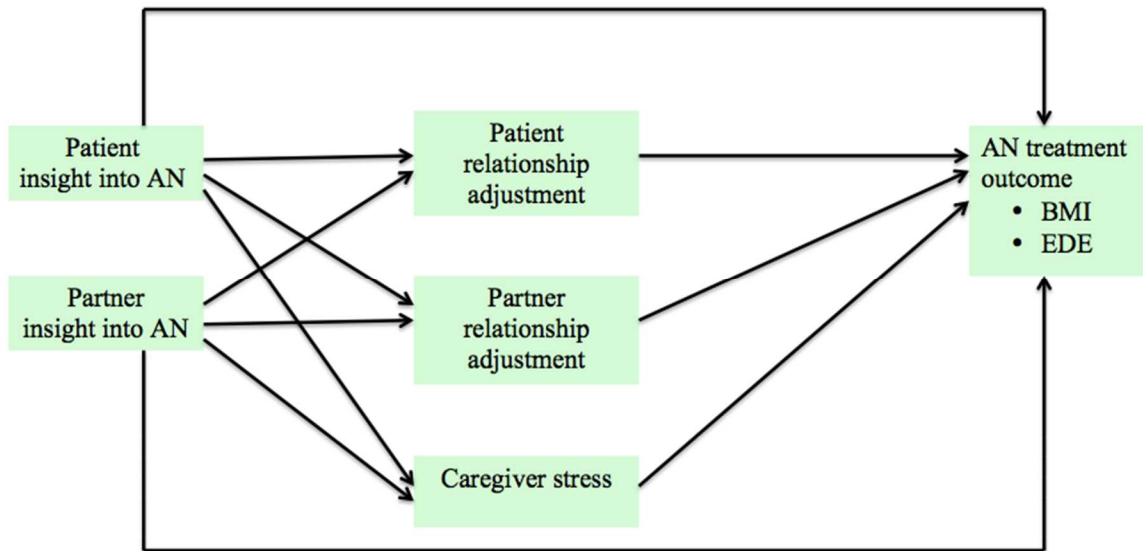 Patient
insight into AN
Patient
relationship
adjustment
AN treatment
outcome
• BMI
• EDE
Partner
insight into AN
Partner
relationship
adjustment
Caregiver stress